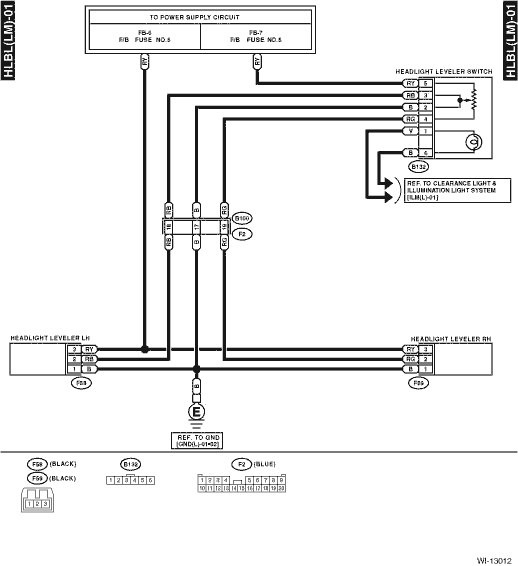 HLBL(LM)-01
HLBL(LM)-01
TO POWER SUPPLY CIRCUIT
FB-6
F/B FUSE NO.5
FB-7
F/B FUSE NO.5
RY
RY
HEADLIGHT LEVELER SWITCH
RY 5
RB 3
B 2
RG 4
V 1
B 6
B132
REF. TO CLEARANCE LIGHT &
ILLUMINATION LIGHT SYSTEM
[ILM(L)-01]
RB
B
RG
B150
18
17
19
F2
RB
B
RG
HEADLIGHT LEVELER LH
HEADLIGHT LEVELER RH
3 RY
RY 3
2 RB
RG 2
1 B
B 1
F58
F59
B
E
REF. TO GND
[GND(L)-01•02]
F58 (BLACK)
B132
F2 (BLUE)
F59 (BLACK)
1 2 3 4 5 6
1 2 3 4 5 6 7 8 9
10 11 12 13 14 15 16 17 18 19 20
1 2 3
WI-13012